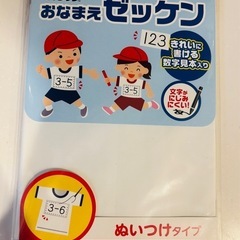 おなまえゼッケン
123
きれいに
書ける
数字見本入り
3-5
3-5
文字が
にじみ
にくい!
3-6
ぬいつけタイプ